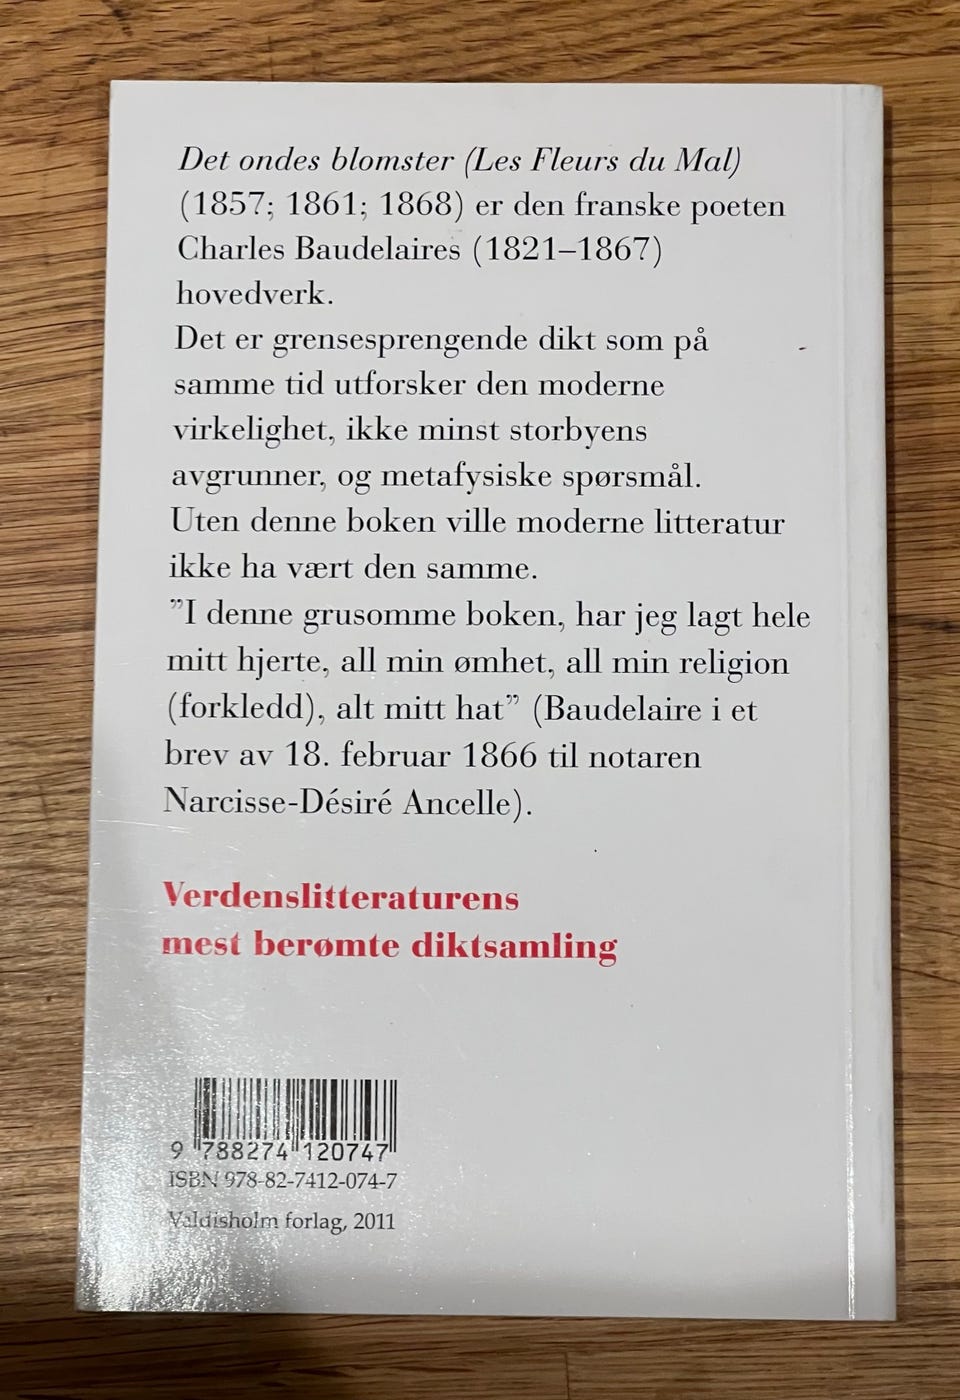 Det ondes blomster (Les Fleurs du Mal)
(1857; 1861; 1868) er den franske poeten
Charles Baudelaires (1821–1867)
hovedverk.
Det er grensesprengende dikt som på
samme tid utforsker den moderne
virkelighet, ikke minst storbyens
avgrunner, og metafysiske spørsmål.
Uten denne boken ville moderne litteratur
ikke ha vært den samme.
”I denne grusomme boken, har jeg lagt hele
mitt hjerte, all min ømhet, all min religion
(forkledd), alt mitt hat” (Baudelaire i et
brev av 18. februar 1866 til notaren
Narcisse-Désiré Ancelle).
Verdenslitteraturens
mest berømte diktsamling
9 788274 120747
ISBN 978-82-7412-074-7
Valdisholm forlag, 2011